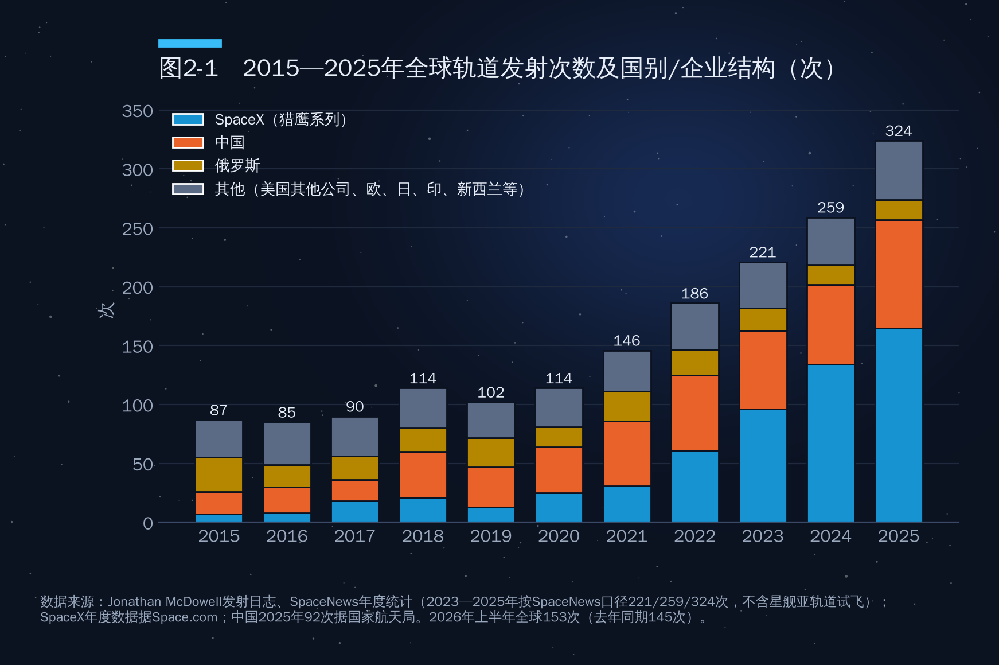 图2-1 2015—2025年全球轨道发射次数及国别/企业结构（次）
350
300
250
200
150
100
50
0
次
SpaceX（猎鹰系列）
中国
俄罗斯
其他（美国其他公司、欧、日、印、新西兰等）
87
85
90
114
102
114
146
186
221
259
324
2015 2016 2017 2018 2019 2020 2021 2022 2023 2024 2025
数据来源：Jonathan McDowell发射日志、SpaceNews年度统计（2023—2025年按SpaceNews口径221/259/324次，不含星舰亚轨道试飞）；
SpaceX年度数据据Space.com；中国2025年92次据国家航天局。2026年上半年全球153次（去年同期145次）。